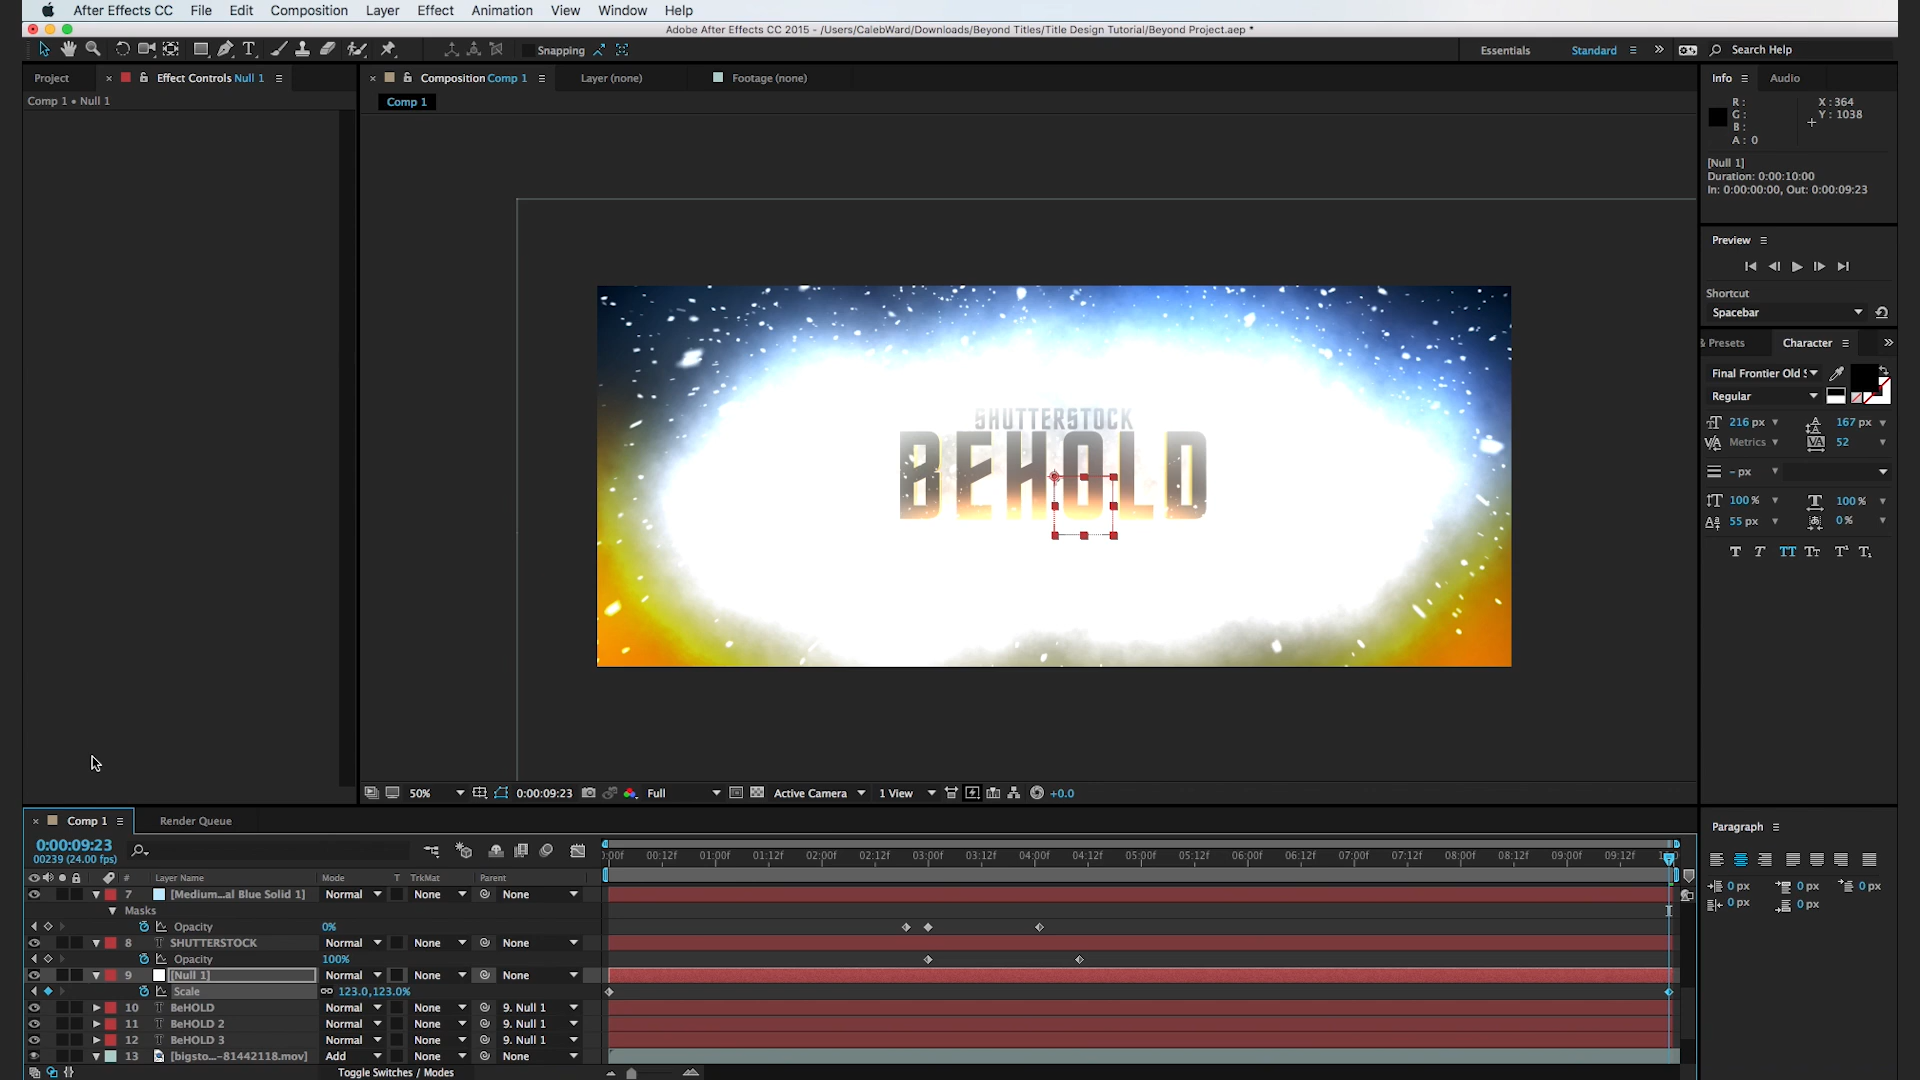 After Effects CC File Edit Composition Layer Effect Animation View Window Help
Adobe After Effects CC 2015 - /Users/CalebWard/Downloads/Beyond Titles/Title Design Tutorial/Beyond Project.aep *
Snapping
Essentials Standard Search Help
Project Effect Controls Null 1
Composition Comp 1 Layer (none) Footage (none)
Info Audio
Comp 1 • Null 1
Comp 1
R :
G :
B :
A : 0
X : 364
Y : 1038
[Null 1]
Duration: 0:00:10:00
In: 0:00:00:00, Out: 0:00:09:23
Preview
Shortcut
Spacebar
& Presets Character
Final Frontier Old S
Regular
216 px 167 px
Metrics 52
- px
100 % 100 %
55 px 0 %
T T TT Tr T¹ T₁
SHUTTERSTOCK
BEHOLD
50% 0:00:09:23 Full Active Camera 1 View +0.0
Comp 1 Render Queue
Paragraph
0 px 0 px 0 px
0 px 0 px
0:00:09:23
00239 (24.00 fps)
00:12f 01:00f 01:12f 02:00f 02:12f 03:00f 03:12f 04:00f 04:12f 05:00f 05:12f 06:00f 06:12f 07:00f 07:12f 08:00f 08:12f 09:00f 09:12f
# Layer Name Mode T TrkMat Parent
7 [Medium...al Blue Solid 1] Normal None None
Masks
Opacity 0%
8 T SHUTTERSTOCK Normal None None
Opacity 100%
9 [Null 1] Normal None None
Scale 123.0,123.0%
10 T BeHOLD Normal None 9. Null 1
11 T BeHOLD 2 Normal None 9. Null 1
12 T BeHOLD 3 Normal None 9. Null 1
13 [bigsto...-81442118.mov] Add None None
Toggle Switches / Modes